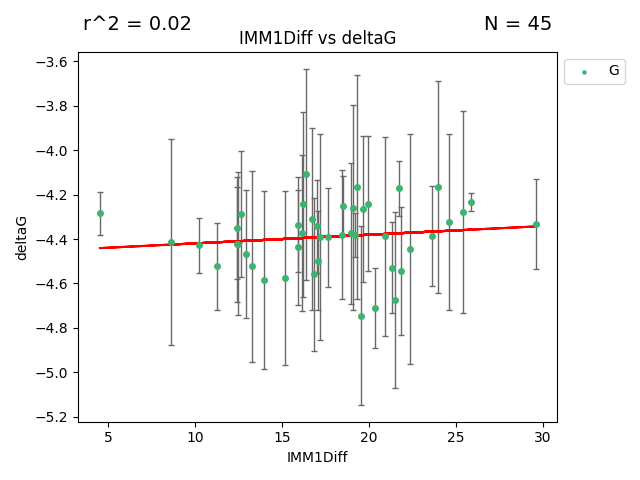 r^2 = 0.02
N = 45
IMM1Diff vs deltaG
G
deltaG
−3.6
−3.8
−4.0
−4.2
−4.4
−4.6
−4.8
−5.0
−5.2
5 10 15 20 25 30
IMM1Diff